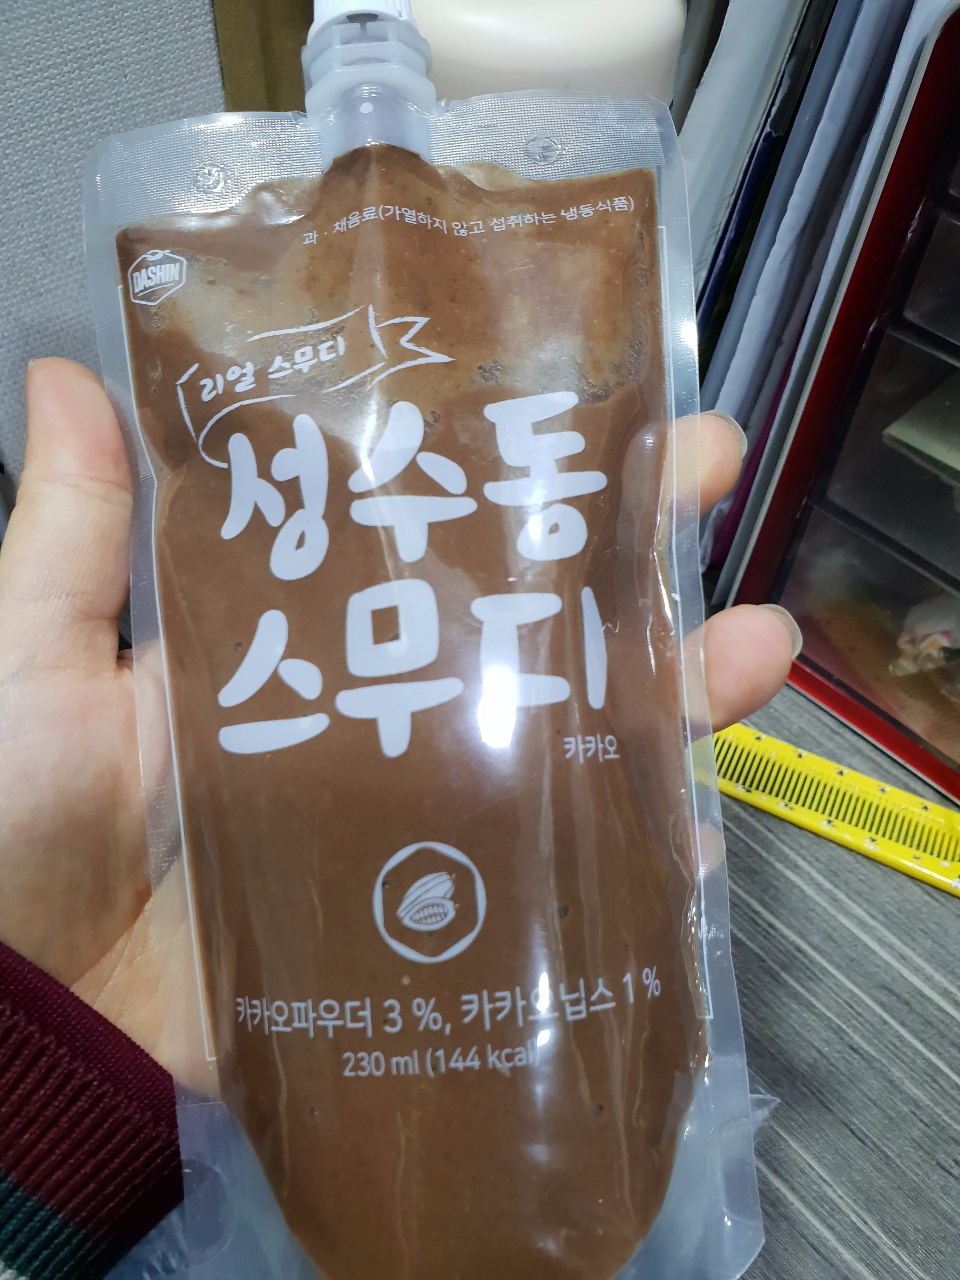 과 · 채음료(가열하지 않고 섭취하는 냉동식품)
DASHIN
리얼 스무디
성수동
스무디
카카오
카카오파우더 3 %, 카카오닙스 1 %
230 ml (144 kcal)